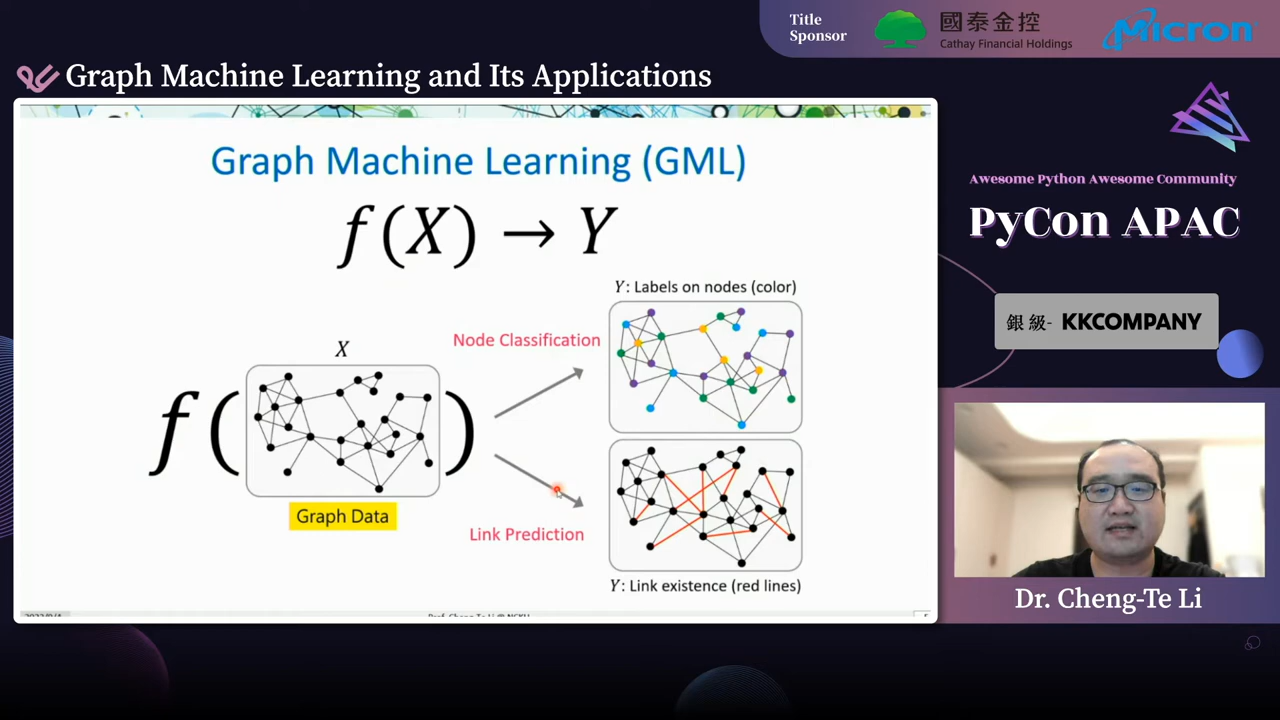 Title
Sponsor
國泰金控
Cathay Financial Holdings
Micron
Graph Machine Learning and Its Applications
Graph Machine Learning (GML)
f(X) → Y
Y: Labels on nodes (color)
Node Classification
X
f( )
Graph Data
Link Prediction
Y: Link existence (red lines)
Awesome Python Awesome Community
PyCon APAC
銀級- KKCOMPANY
Dr. Cheng-Te Li